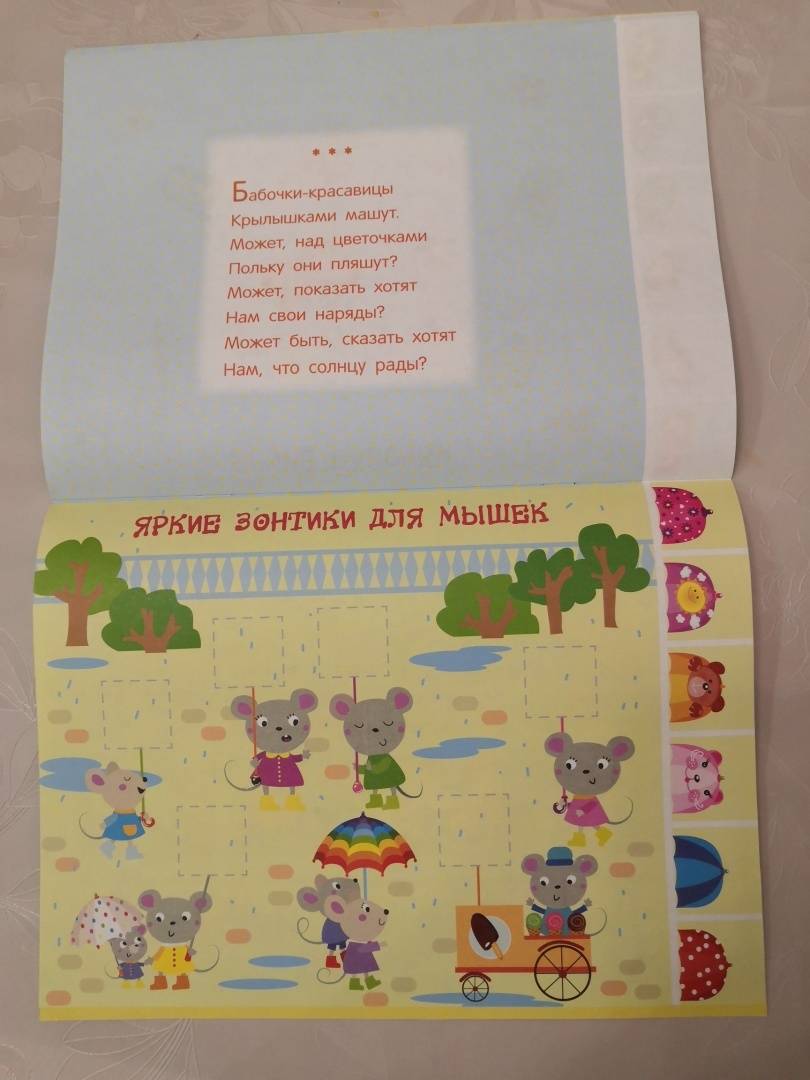 * * *
Бабочки-красавицы
Крылышками машут.
Может, над цветочками
Польку они пляшут?
Может, показать хотят
Нам свои наряды?
Может быть, сказать хотят
Нам, что солнцу рады?
ЯРКИЕ ЗОНТИКИ ДЛЯ МЫШЕК